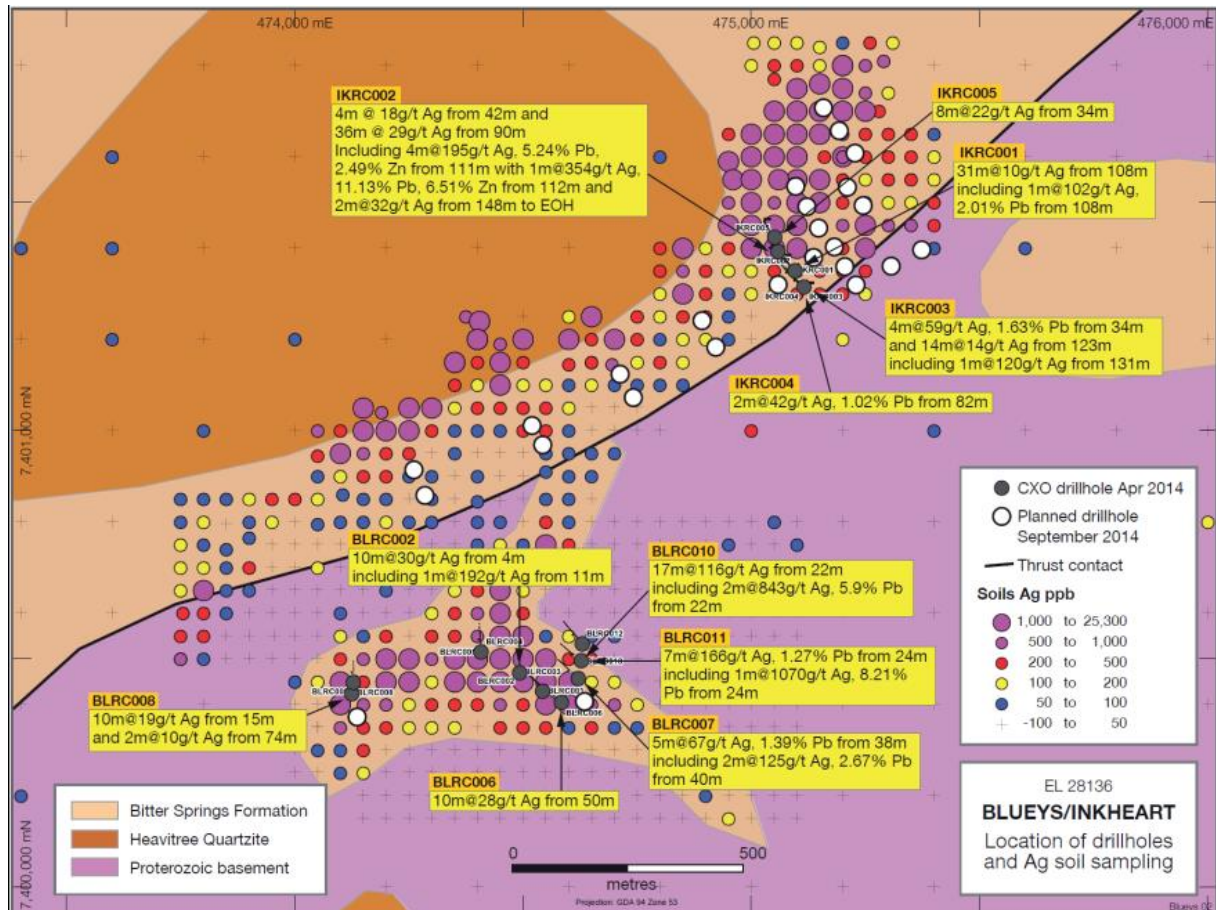 474,000 mE
475,000 mE
476,000 mE
7,401,000 mN
7,400,000 mN
IKRC002
4m @ 18g/t Ag from 42m and
36m @ 29g/t Ag from 90m
Including 4m@195g/t Ag, 5.24% Pb,
2.49% Zn from 111m with 1m@354g/t Ag,
11.13% Pb, 6.51% Zn from 112m and
2m@32g/t Ag from 148m to EOH
IKRC005
8m@22g/t Ag from 34m
IKRC001
31m@10g/t Ag from 108m
including 1m@102g/t Ag,
2.01% Pb from 108m
IKRC003
4m@59g/t Ag, 1.63% Pb from 34m
and 14m@14g/t Ag from 123m
including 1m@120g/t Ag from 131m
IKRC004
2m@42g/t Ag, 1.02% Pb from 82m
IKRC005
IKRC002
IKRC001
IKRC004
IKRC003
BLRC002
10m@30g/t Ag from 4m
including 1m@192g/t Ag from 11m
BLRC010
17m@116g/t Ag from 22m
including 2m@843g/t Ag, 5.9% Pb
from 22m
BLRC011
7m@166g/t Ag, 1.27% Pb from 24m
including 1m@1070g/t Ag, 8.21%
Pb from 24m
BLRC007
5m@67g/t Ag, 1.39% Pb from 38m
including 2m@125g/t Ag, 2.67% Pb
from 40m
BLRC008
10m@19g/t Ag from 15m
and 2m@10g/t Ag from 74m
BLRC006
10m@28g/t Ag from 50m
BLRC004
BLRC012
BLRC003
BLRC002
BLRC006
BLRC008
CXO drillhole Apr 2014
Planned drillhole
September 2014
Thrust contact
Soils Ag ppb
1,000 to 25,300
500 to 1,000
200 to 500
100 to 200
50 to 100
-100 to 50
EL 28136
BLUEYS/INKHEART
Location of drillholes
and Ag soil sampling
Bitter Springs Formation
Heavitree Quartzite
Proterozoic basement
0 500
metres
Projection: GDA 94 Zone 53
Blueys 02